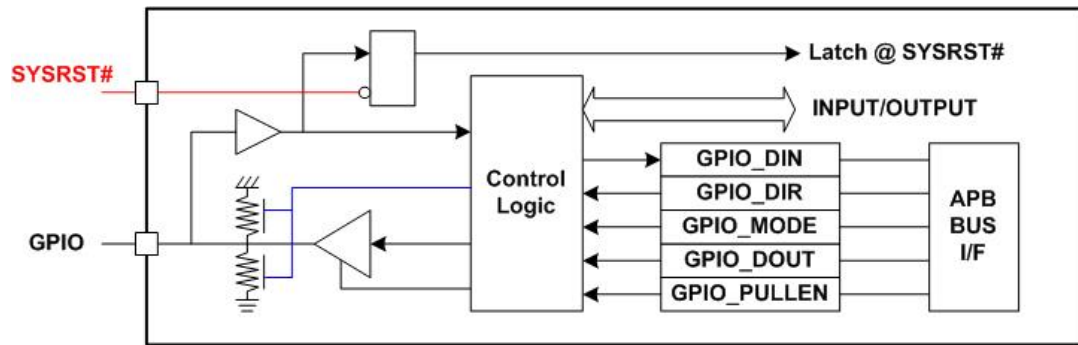 SYSRST#
Latch @ SYSRST#
INPUT/OUTPUT
Control
Logic
GPIO_DIN
GPIO_DIR
GPIO_MODE
GPIO_DOUT
GPIO_PULLEN
APB
BUS
I/F
GPIO